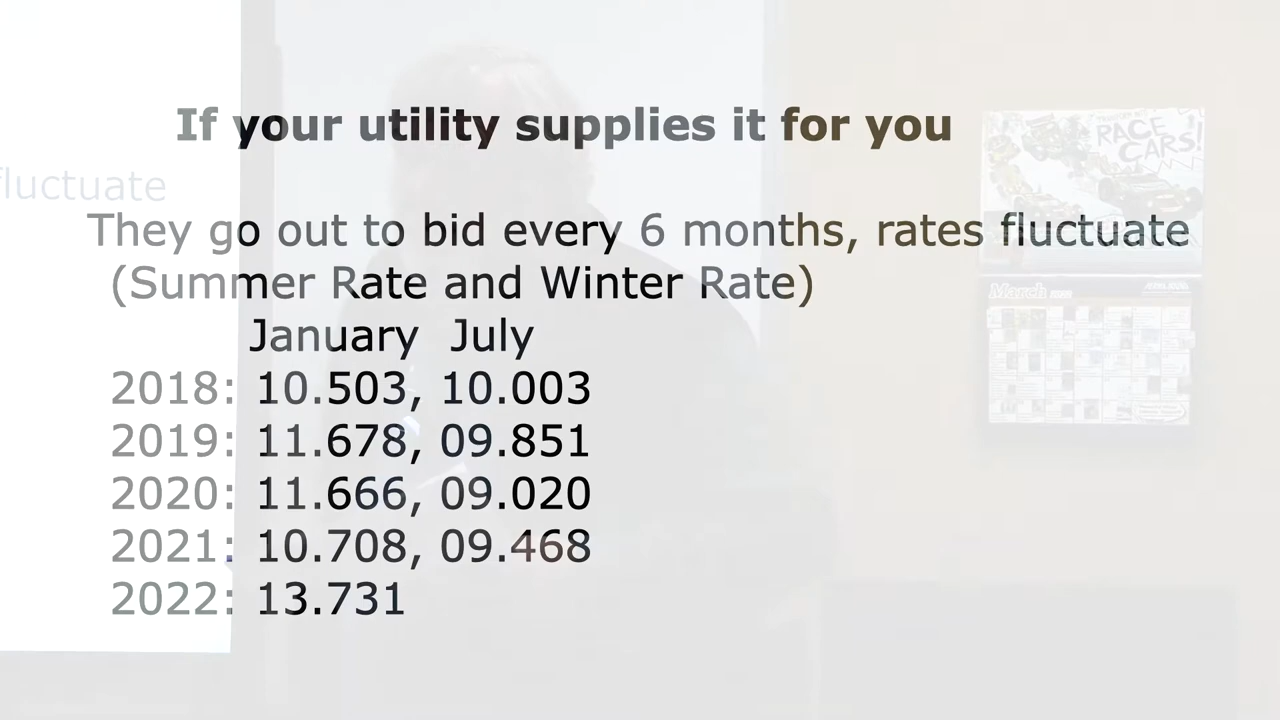 If your utility supplies it for you
fluctuate
They go out to bid every 6 months, rates fluctuate
(Summer Rate and Winter Rate)
January July
2018: 10.503, 10.003
2019: 11.678, 09.851
2020: 11.666, 09.020
2021: 10.708, 09.468
2022: 13.731
RACE
CARS!
March